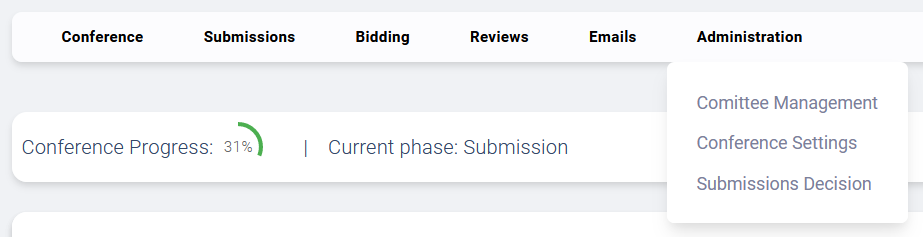 Conference Submissions Bidding Reviews Emails Administration
Comittee Management
Conference Settings
Submissions Decision
Conference Progress: 31% | Current phase: Submission